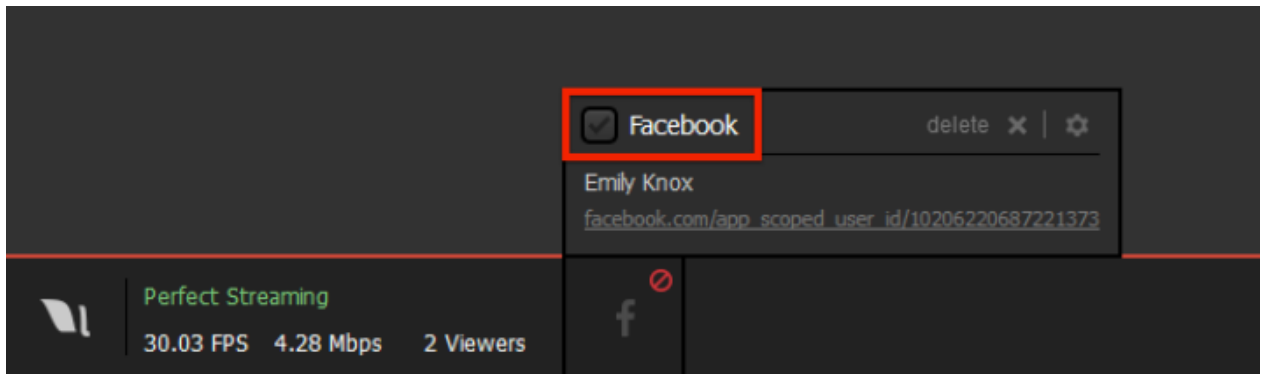 Facebook
delete
Emily Knox
facebook.com/app_scoped_user_id/10206220687221373
Perfect Streaming
30.03 FPS 4.28 Mbps 2 Viewers